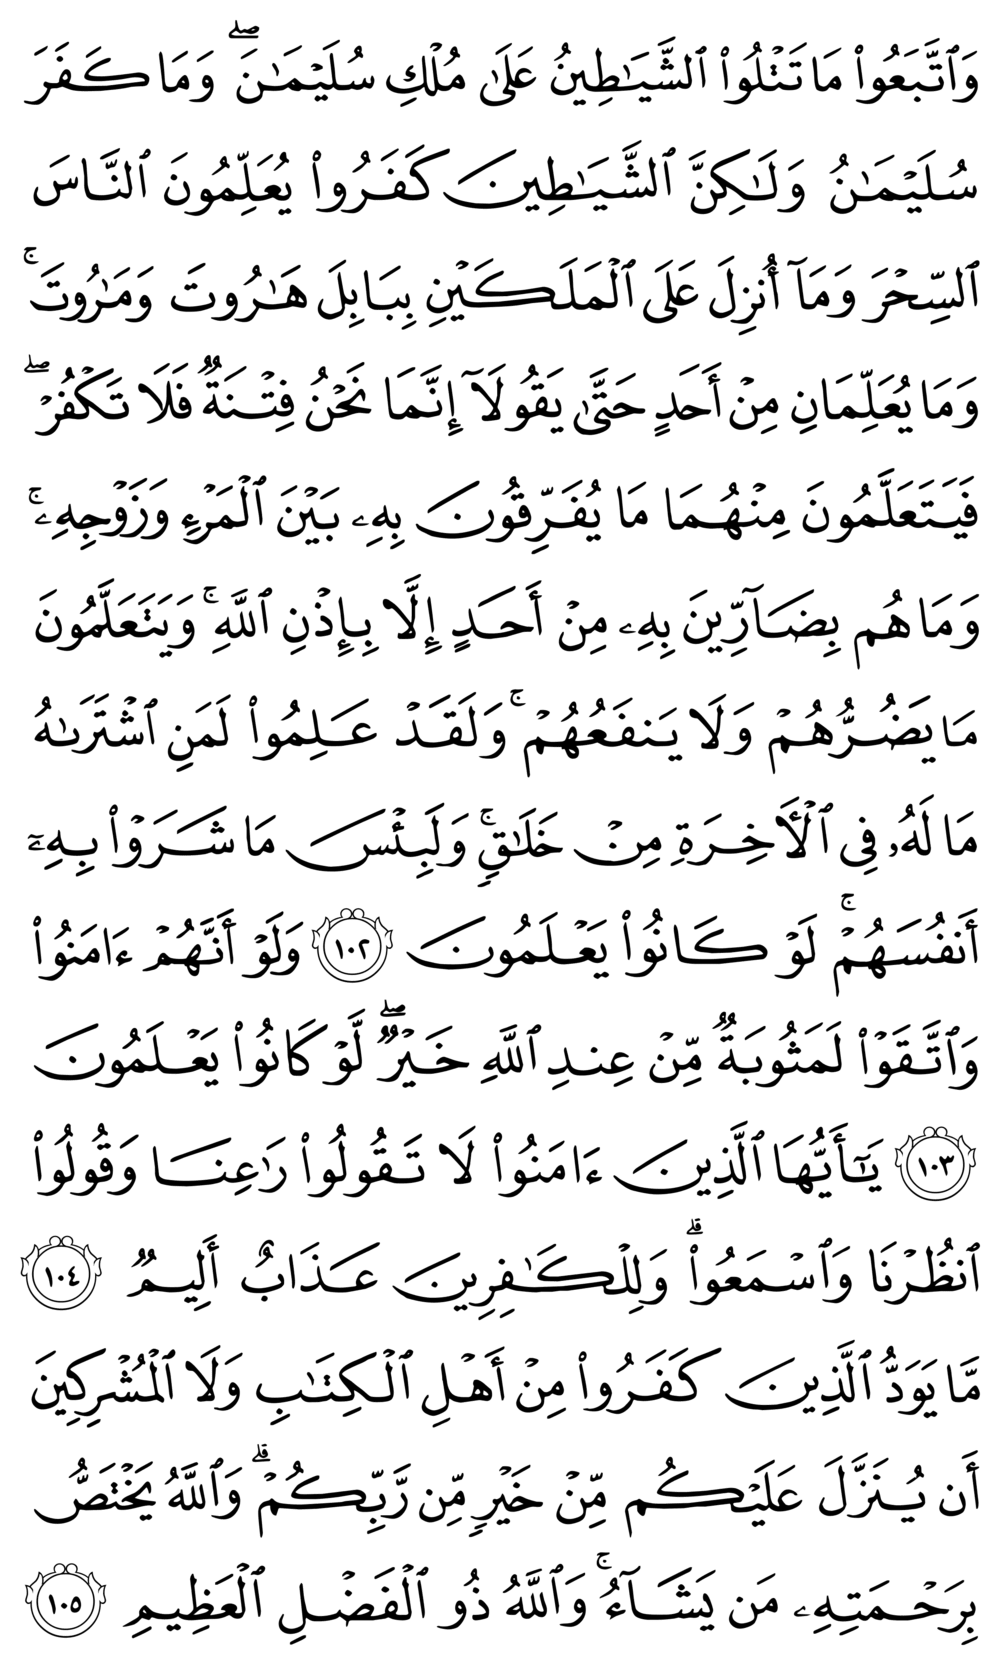 وَٱتَّبَعُوا۟ مَا تَتْلُوا۟ ٱلشَّيَـٰطِينُ عَلَىٰ مُلْكِ سُلَيْمَـٰنَ ۖ وَمَا كَفَرَ
سُلَيْمَـٰنُ وَلَـٰكِنَّ ٱلشَّيَـٰطِينَ كَفَرُوا۟ يُعَلِّمُونَ ٱلنَّاسَ
ٱلسِّحْرَ وَمَآ أُنزِلَ عَلَى ٱلْمَلَكَيْنِ بِبَابِلَ هَـٰرُوتَ وَمَـٰرُوتَ ۚ
وَمَا يُعَلِّمَانِ مِنْ أَحَدٍ حَتَّىٰ يَقُولَآ إِنَّمَا نَحْنُ فِتْنَةٌ فَلَا تَكْفُرْ ۖ
فَيَتَعَلَّمُونَ مِنْهُمَا مَا يُفَرِّقُونَ بِهِۦ بَيْنَ ٱلْمَرْءِ وَزَوْجِهِۦ ۚ
وَمَا هُم بِضَآرِّينَ بِهِۦ مِنْ أَحَدٍ إِلَّا بِإِذْنِ ٱللَّهِ ۚ وَيَتَعَلَّمُونَ
مَا يَضُرُّهُمْ وَلَا يَنفَعُهُمْ ۚ وَلَقَدْ عَلِمُوا۟ لَمَنِ ٱشْتَرَىٰهُ
مَا لَهُۥ فِى ٱلْـَٔاخِرَةِ مِنْ خَلَـٰقٍ ۚ وَلَبِئْسَ مَا شَرَوْا۟ بِهِۦٓ
أَنفُسَهُمْ ۚ لَوْ كَانُوا۟ يَعْلَمُونَ ١٠٢ وَلَوْ أَنَّهُمْ ءَامَنُوا۟
وَٱتَّقَوْا۟ لَمَثُوبَةٌ مِّنْ عِندِ ٱللَّهِ خَيْرٌ ۖ لَّوْ كَانُوا۟ يَعْلَمُونَ
١٠٣ يَـٰٓأَيُّهَا ٱلَّذِينَ ءَامَنُوا۟ لَا تَقُولُوا۟ رَٰعِنَا وَقُولُوا۟
ٱنظُرْنَا وَٱسْمَعُوا۟ ۗ وَلِلْكَـٰفِرِينَ عَذَابٌ أَلِيمٌ ١٠٤
مَّا يَوَدُّ ٱلَّذِينَ كَفَرُوا۟ مِنْ أَهْلِ ٱلْكِتَـٰبِ وَلَا ٱلْمُشْرِكِينَ
أَن يُنَزَّلَ عَلَيْكُم مِّنْ خَيْرٍ مِّن رَّبِّكُمْ ۗ وَٱللَّهُ يَخْتَصُّ
بِرَحْمَتِهِۦ مَن يَشَآءُ ۚ وَٱللَّهُ ذُو ٱلْفَضْلِ ٱلْعَظِيمِ ١٠٥